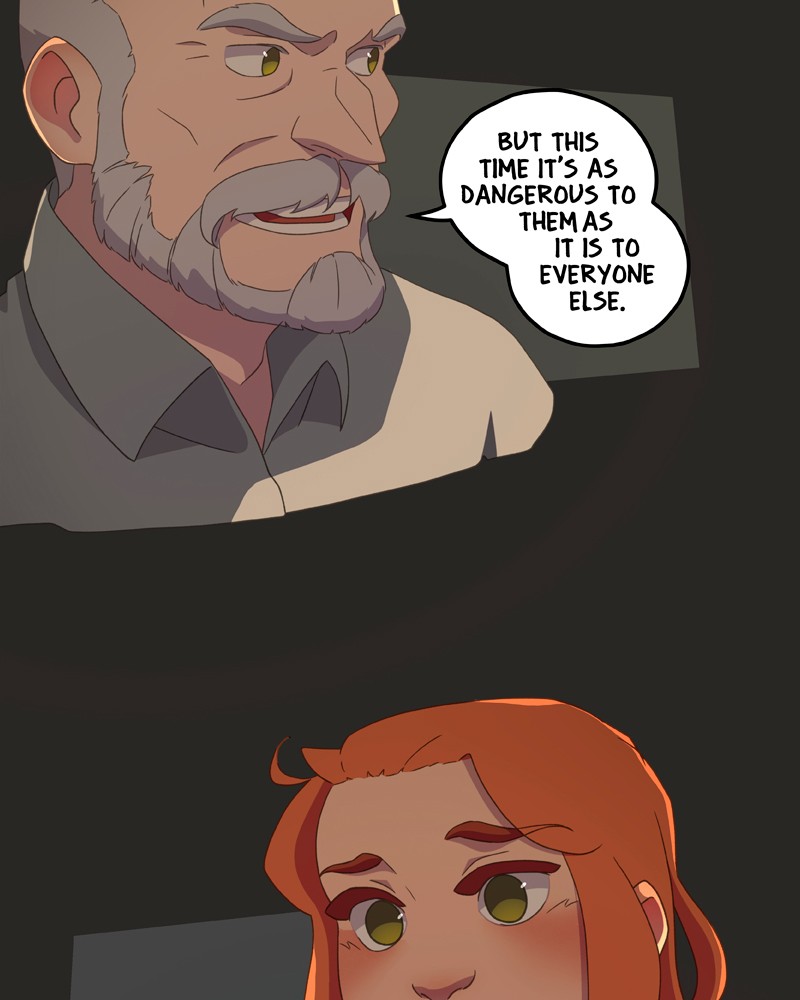 BUT THIS
TIME IT'S AS
DANGEROUS TO
THEM AS
IT IS TO
EVERYONE
ELSE.